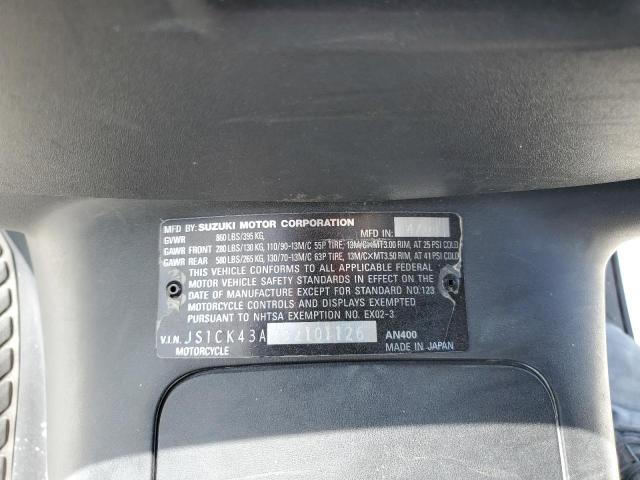 MFD BY: SUZUKI MOTOR CORPORATION MFD IN:
GVWR 860 LBS/395 KG,
GAWR FRONT 280 LBS/130 KG, 110/90-13M/C 55P TIRE, 13M/C×MT3.00 RIM, AT 25 PSI COLD
GAWR REAR 580 LBS/265 KG, 130/70-13M/C 63P TIRE, 13M/C×MT3.50 RIM, AT 41 PSI COLD
THIS VEHICLE CONFORMS TO ALL APPLICABLE FEDERAL
MOTOR VEHICLE SAFETY STANDARDS IN EFFECT ON THE
DATE OF MANUFACTURE EXCEPT FOR STANDARD NO.123
MOTORCYCLE CONTROLS AND DISPLAYS EXEMPTED
PURSUANT TO NHTSA EXEMPTION NO. EX02-3
V.I.N. AN400
MOTORCYCLE MADE IN JAPAN